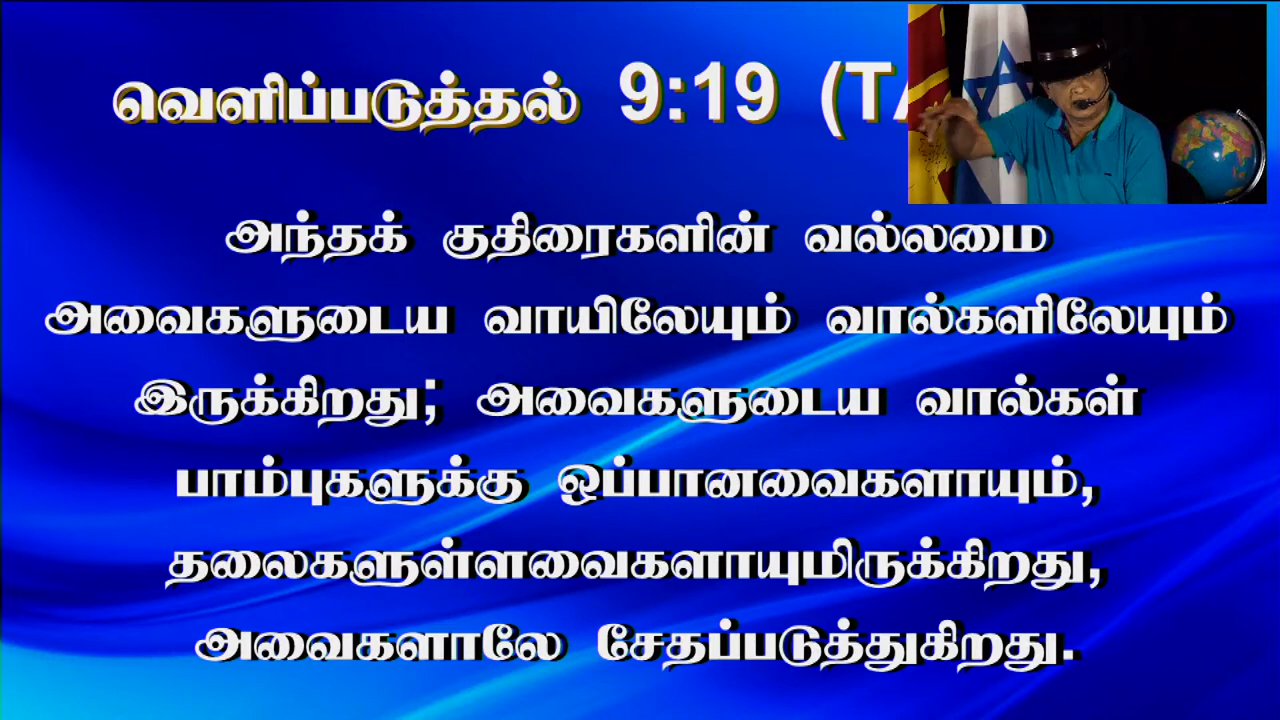 வெளிப்படுத்தல் 9:19 (TA
அந்தக் குதிரைகளின் வல்லமை
அவைகளுடைய வாயிலேயும் வால்களிலேயும்
இருக்கிறது; அவைகளுடைய வால்கள்
பாம்புகளுக்கு ஒப்பானவைகளாயும்,
தலைகளுள்ளவைகளாயுமிருக்கிறது,
அவைகளாலே சேதப்படுத்துகிறது.